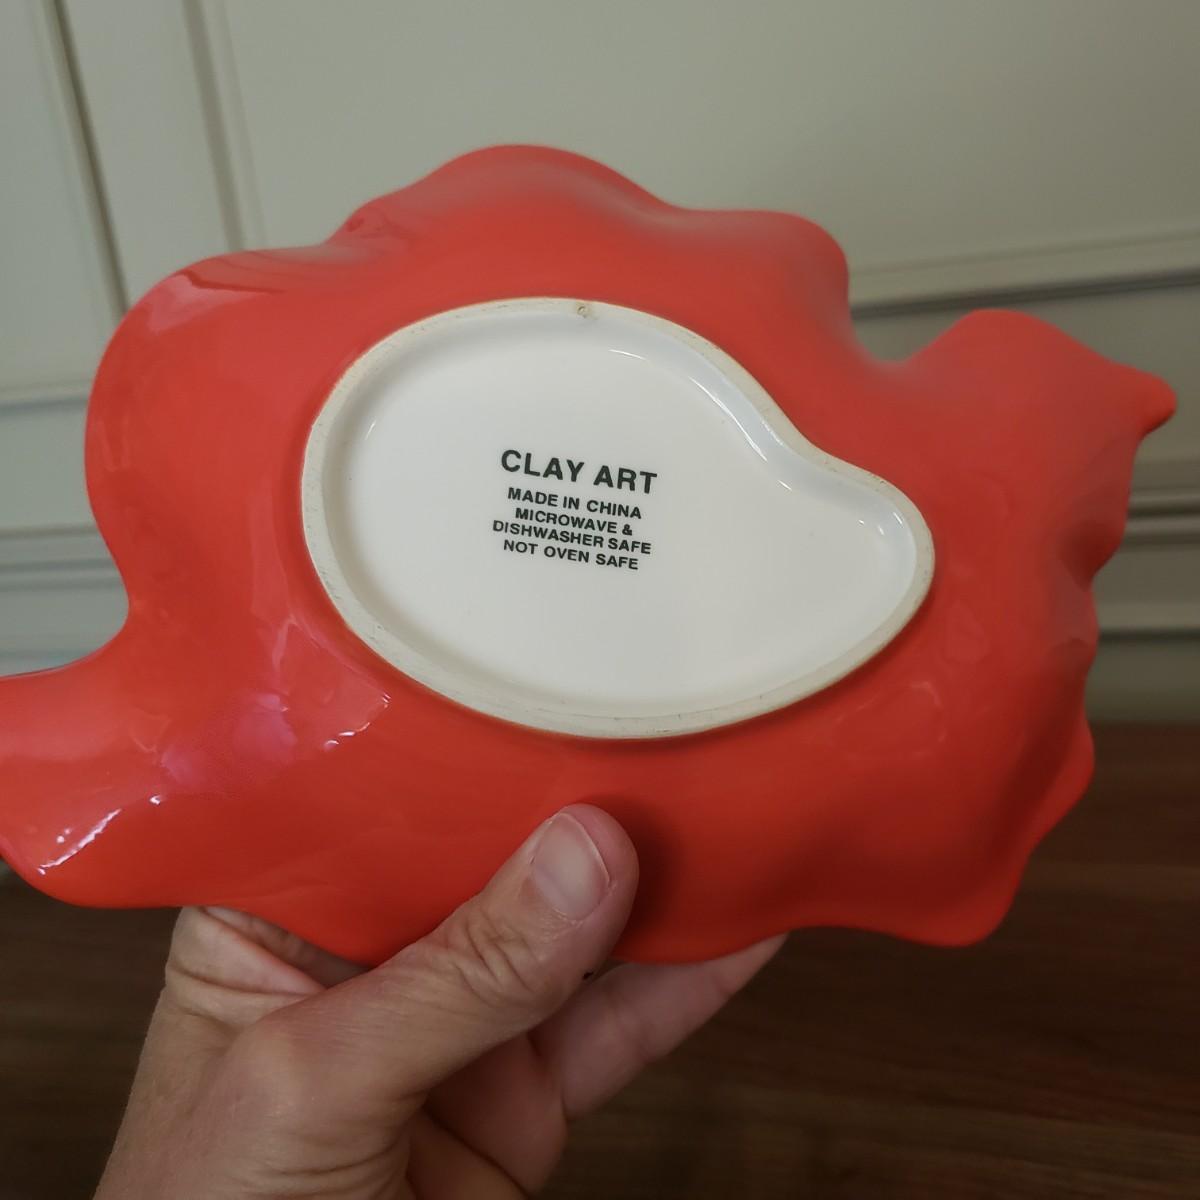 CLAY ART
MADE IN CHINA
MICROWAVE &
DISHWASHER SAFE
NOT OVEN SAFE